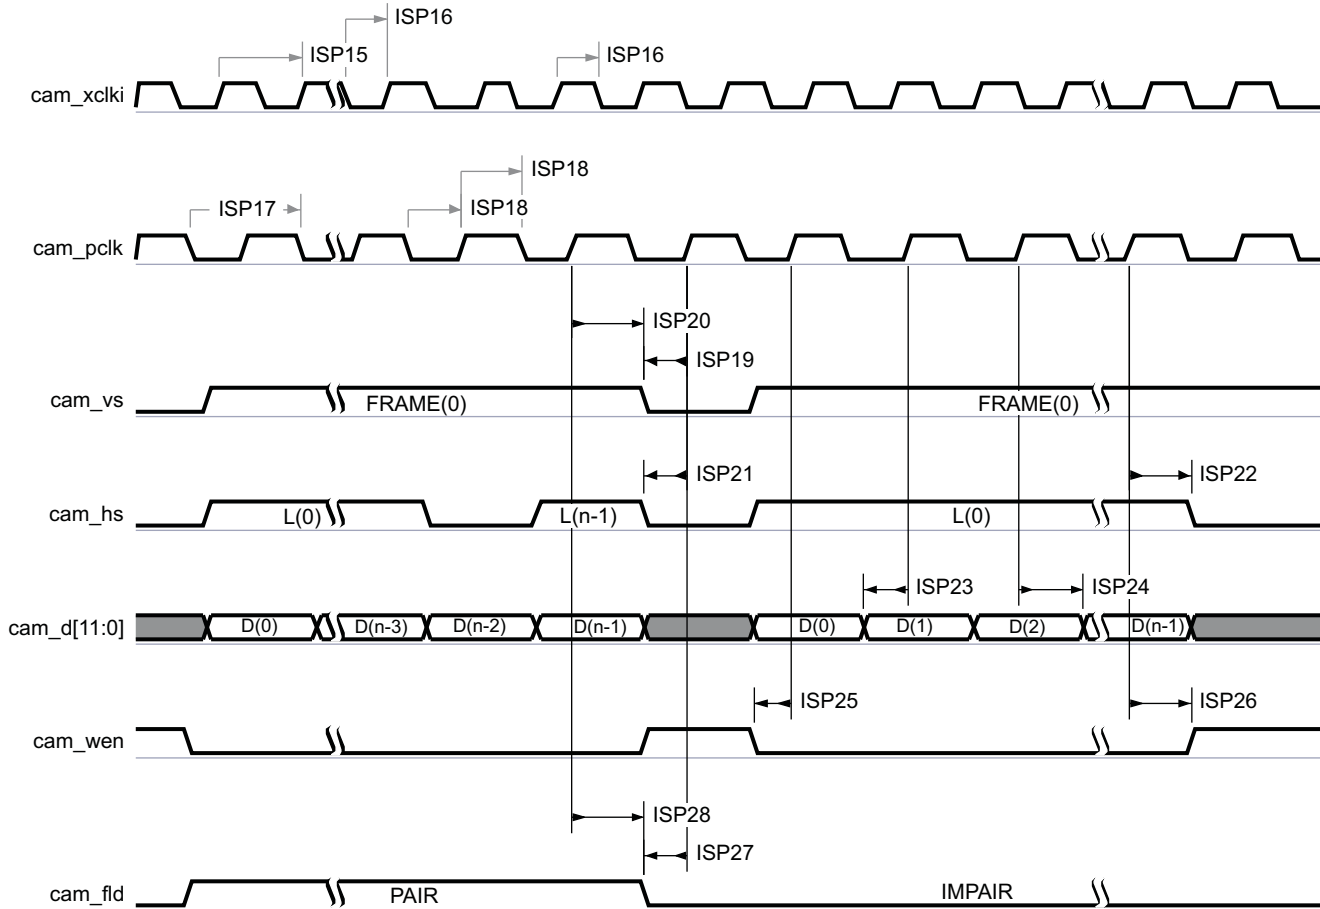 ISP16
ISP15 ISP16
cam_xclki
ISP18
ISP17 ISP18
cam_pclk
ISP20
ISP19
cam_vs FRAME(0) FRAME(0)
ISP21 ISP22
cam_hs L(0) L(n-1) L(0)
ISP23 ISP24
cam_d[11:0] D(0) D(n-3) D(n-2) D(n-1) D(0) D(1) D(2) D(n-1)
ISP25 ISP26
cam_wen
ISP28
ISP27
cam_fld PAIR IMPAIR